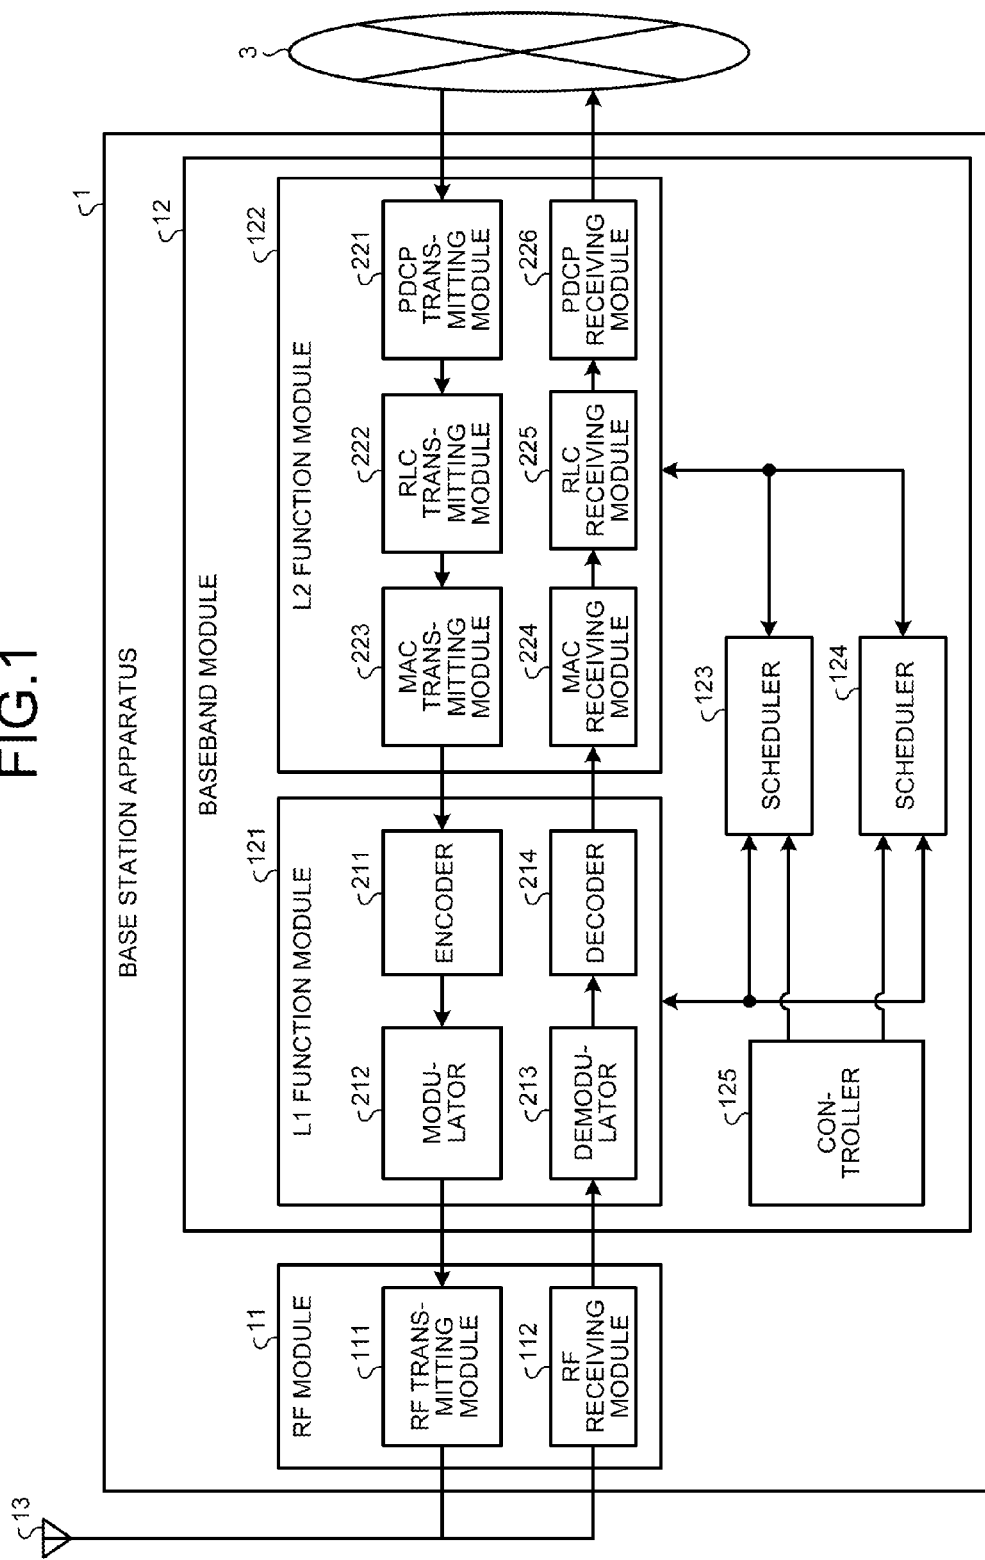 FIG.1
BASE STATION APPARATUS
1
BASEBAND MODULE
12
3
13
RF MODULE
11
RF TRANS-
MITTING
MODULE
111
RF
RECEIVING
MODULE
112
L1 FUNCTION MODULE
121
MODU-
LATOR
212
ENCODER
211
DEMODU-
LATOR
213
DECODER
214
L2 FUNCTION MODULE
122
MAC
TRANS-
MITTING
MODULE
223
RLC
TRANS-
MITTING
MODULE
222
PDCP
TRANS-
MITTING
MODULE
221
MAC
RECEIVING
MODULE
224
RLC
RECEIVING
MODULE
225
PDCP
RECEIVING
MODULE
226
CON-
TROLLER
125
SCHEDULER
123
SCHEDULER
124